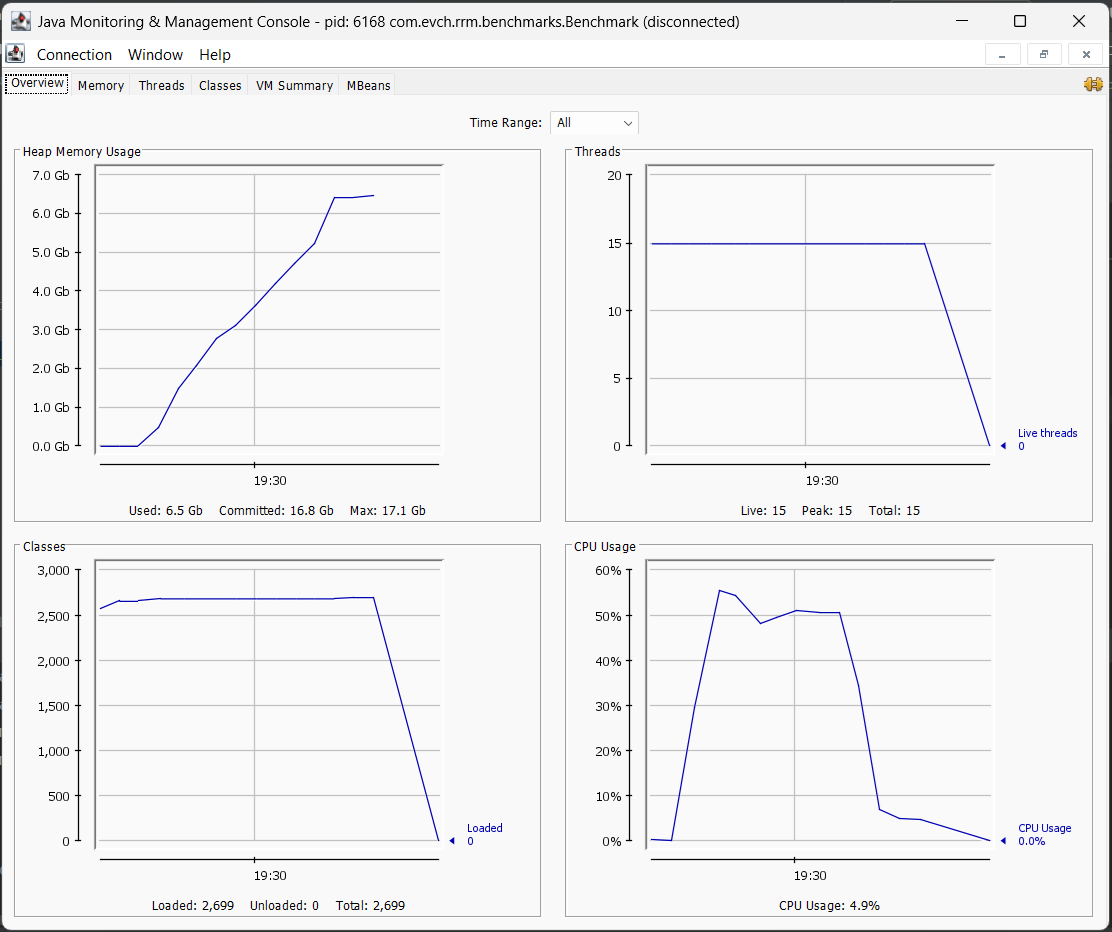 Java Monitoring & Management Console - pid: 6168 com.evch.rrm.benchmarks.Benchmark (disconnected)
Connection Window Help
Overview Memory Threads Classes VM Summary MBeans
Time Range: All
Heap Memory Usage
7.0 Gb
6.0 Gb
5.0 Gb
4.0 Gb
3.0 Gb
2.0 Gb
1.0 Gb
0.0 Gb
19:30
Used: 6.5 Gb Committed: 16.8 Gb Max: 17.1 Gb
Threads
20
15
10
5
0
Live threads
0
19:30
Live: 15 Peak: 15 Total: 15
Classes
3,000
2,500
2,000
1,500
1,000
500
0
Loaded
0
19:30
Loaded: 2,699 Unloaded: 0 Total: 2,699
CPU Usage
60%
50%
40%
30%
20%
10%
0%
CPU Usage
0.0%
19:30
CPU Usage: 4.9%